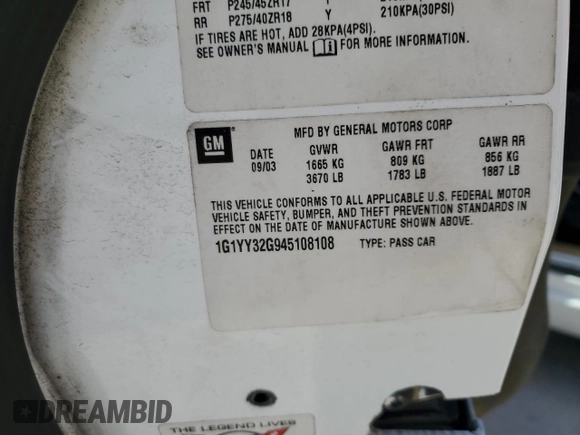 FRT P245/45ZR17 Y
RR P275/40ZR18 Y 210KPA(30PSI)
IF TIRES ARE HOT, ADD 28KPA(4PSI).
SEE OWNER'S MANUAL FOR MORE INFORMATION.
GM
MFD BY GENERAL MOTORS CORP
DATE GVWR GAWR FRT GAWR RR
09/03 1665 KG 809 KG 856 KG
3670 LB 1783 LB 1887 LB
THIS VEHICLE CONFORMS TO ALL APPLICABLE U.S. FEDERAL MOTOR
VEHICLE SAFETY, BUMPER, AND THEFT PREVENTION STANDARDS IN
EFFECT ON THE DATE OF MANUFACTURE SHOWN ABOVE.
1G1YY32G945108108 TYPE: PASS CAR
THE LEGEND LIVES
DREAMBID